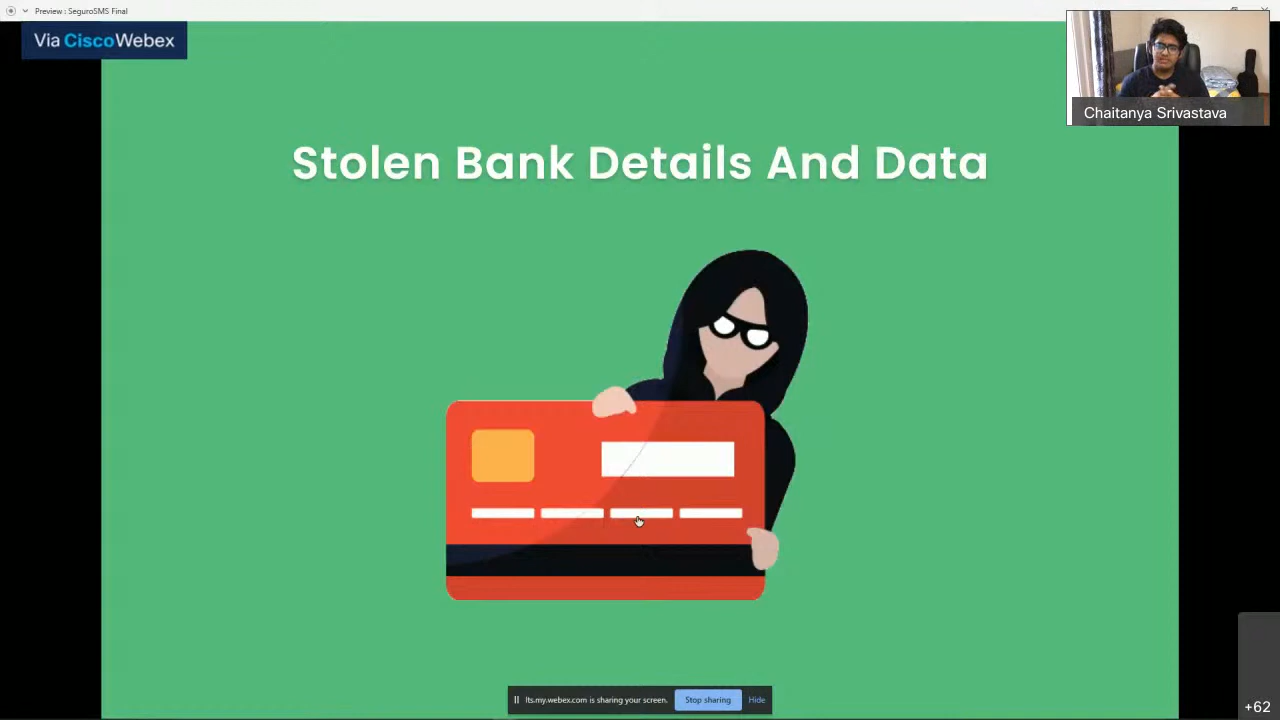 Preview : SeguroSMS Final
Via CiscoWebex
Chaitanya Srivastava
Stolen Bank Details And Data
lts.my.webex.com is sharing your screen.
Stop sharing
Hide
+62